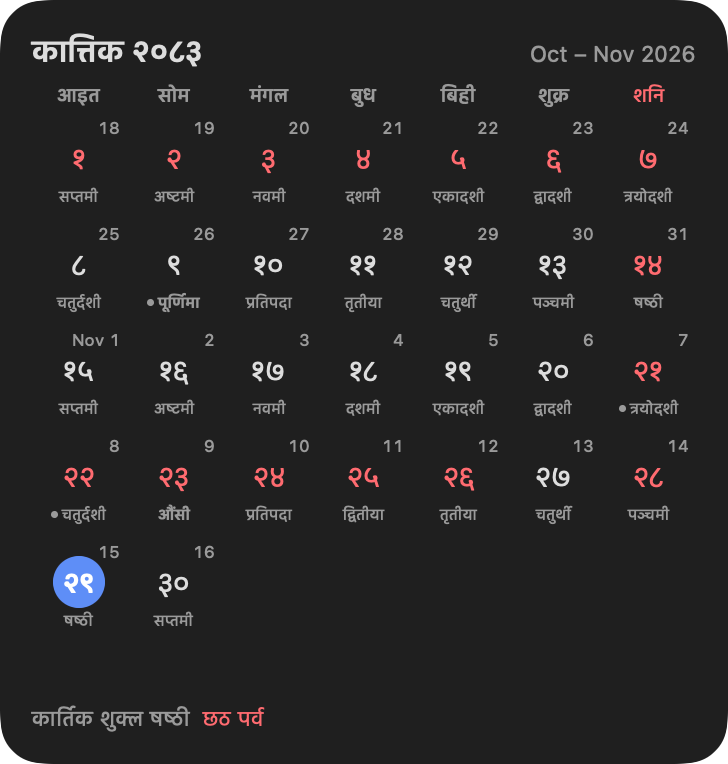 कात्तिक २०८३ Oct – Nov 2026
आइत सोम मंगल बुध बिही शुक्र शनि
18 19 20 21 22 23 24
१ २ ३ ४ ५ ६ ७
सप्तमी अष्टमी नवमी दशमी एकादशी द्वादशी त्रयोदशी
25 26 27 28 29 30 31
८ ९ १० ११ १२ १३ १४
चतुर्दशी •पूर्णिमा प्रतिपदा तृतीया चतुर्थी पञ्चमी षष्ठी
Nov 1 2 3 4 5 6 7
१५ १६ १७ १८ १९ २० २१
सप्तमी अष्टमी नवमी दशमी एकादशी द्वादशी •त्रयोदशी
8 9 10 11 12 13 14
२२ २३ २४ २५ २६ २७ २८
•चतुर्दशी औंसी प्रतिपदा द्वितीया तृतीया चतुर्थी पञ्चमी
15 16
२९ ३०
षष्ठी सप्तमी
कार्तिक शुक्ल षष्ठी छठ पर्व